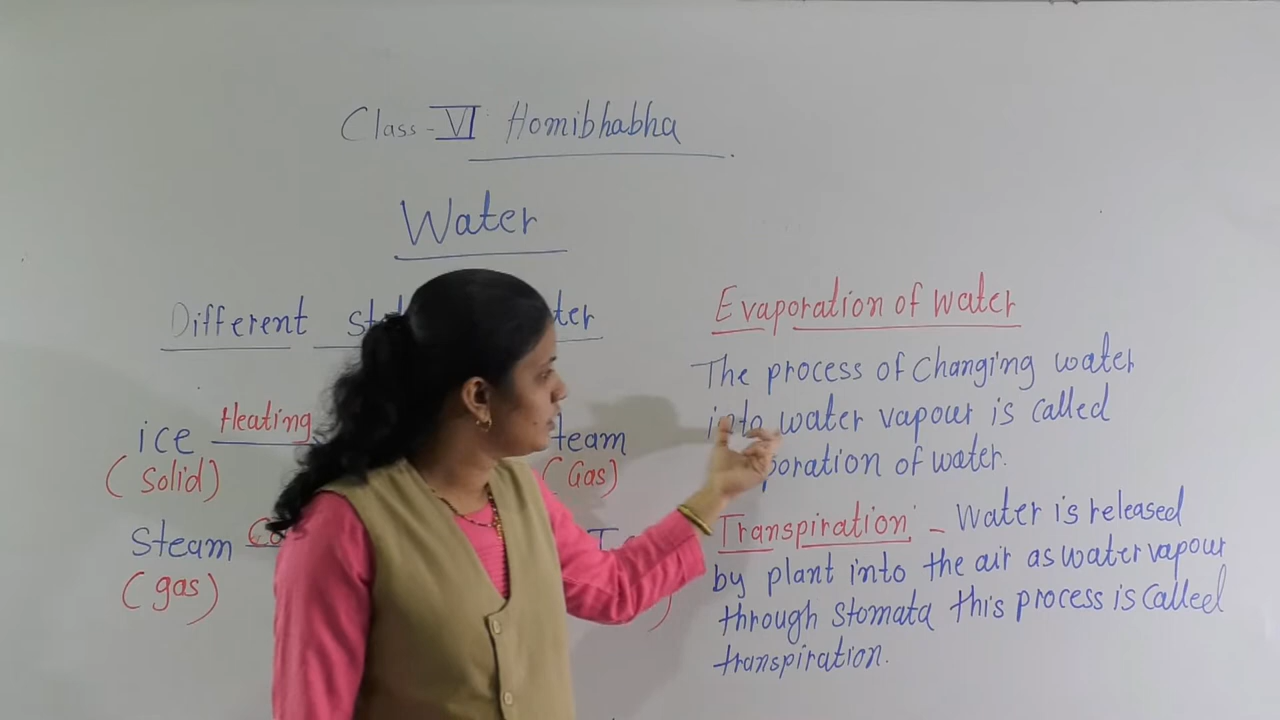 Class - VI Homibhabha
Water
Different
ice Heating
(Solid) (Gas)
Steam
(gas)
Evaporation of water
The process of changing water
into water vapour is called
of water.
Transpiration - Water is released
by plant into the air as water vapour
through stomata this process is called
transpiration.